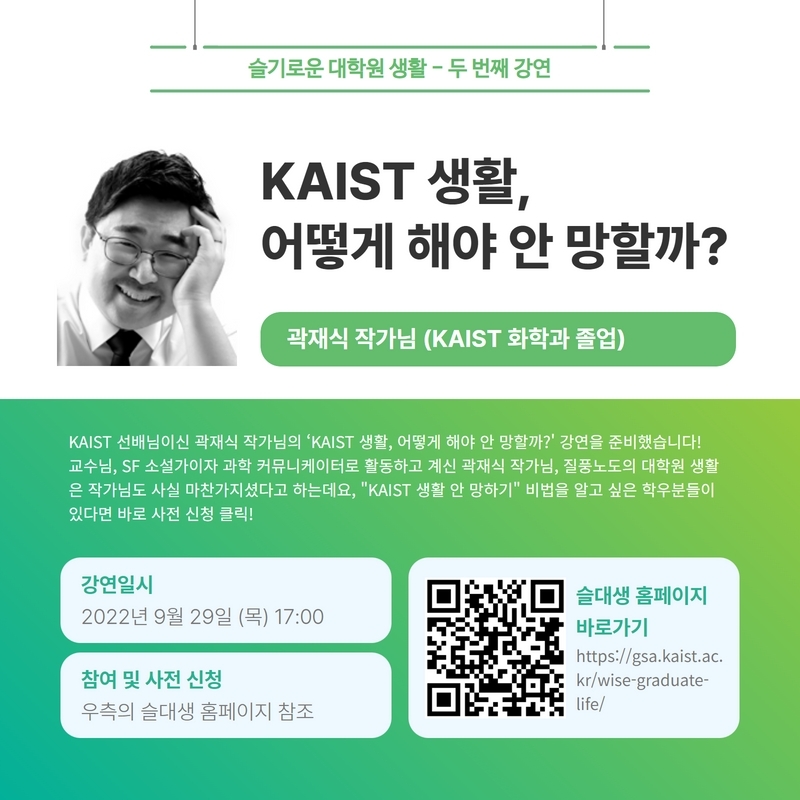 슬기로운 대학원 생활 - 두 번째 강연
KAIST 생활,
어떻게 해야 안 망할까?
곽재식 작가님 (KAIST 화학과 졸업)
KAIST 선배님이신 곽재식 작가님의 ‘KAIST 생활, 어떻게 해야 안 망할까?' 강연을 준비했습니다!
교수님, SF 소설가이자 과학 커뮤니케이터로 활동하고 계신 곽재식 작가님, 질풍노도의 대학원 생활
은 작가님도 사실 마찬가지셨다고 하는데요, "KAIST 생활 안 망하기" 비법을 알고 싶은 학우분들이
있다면 바로 사전 신청 클릭!
강연일시
2022년 9월 29일 (목) 17:00
참여 및 사전 신청
우측의 슬대생 홈페이지 참조
슬대생 홈페이지
바로가기
https://gsa.kaist.ac.
kr/wise-graduate-
life/